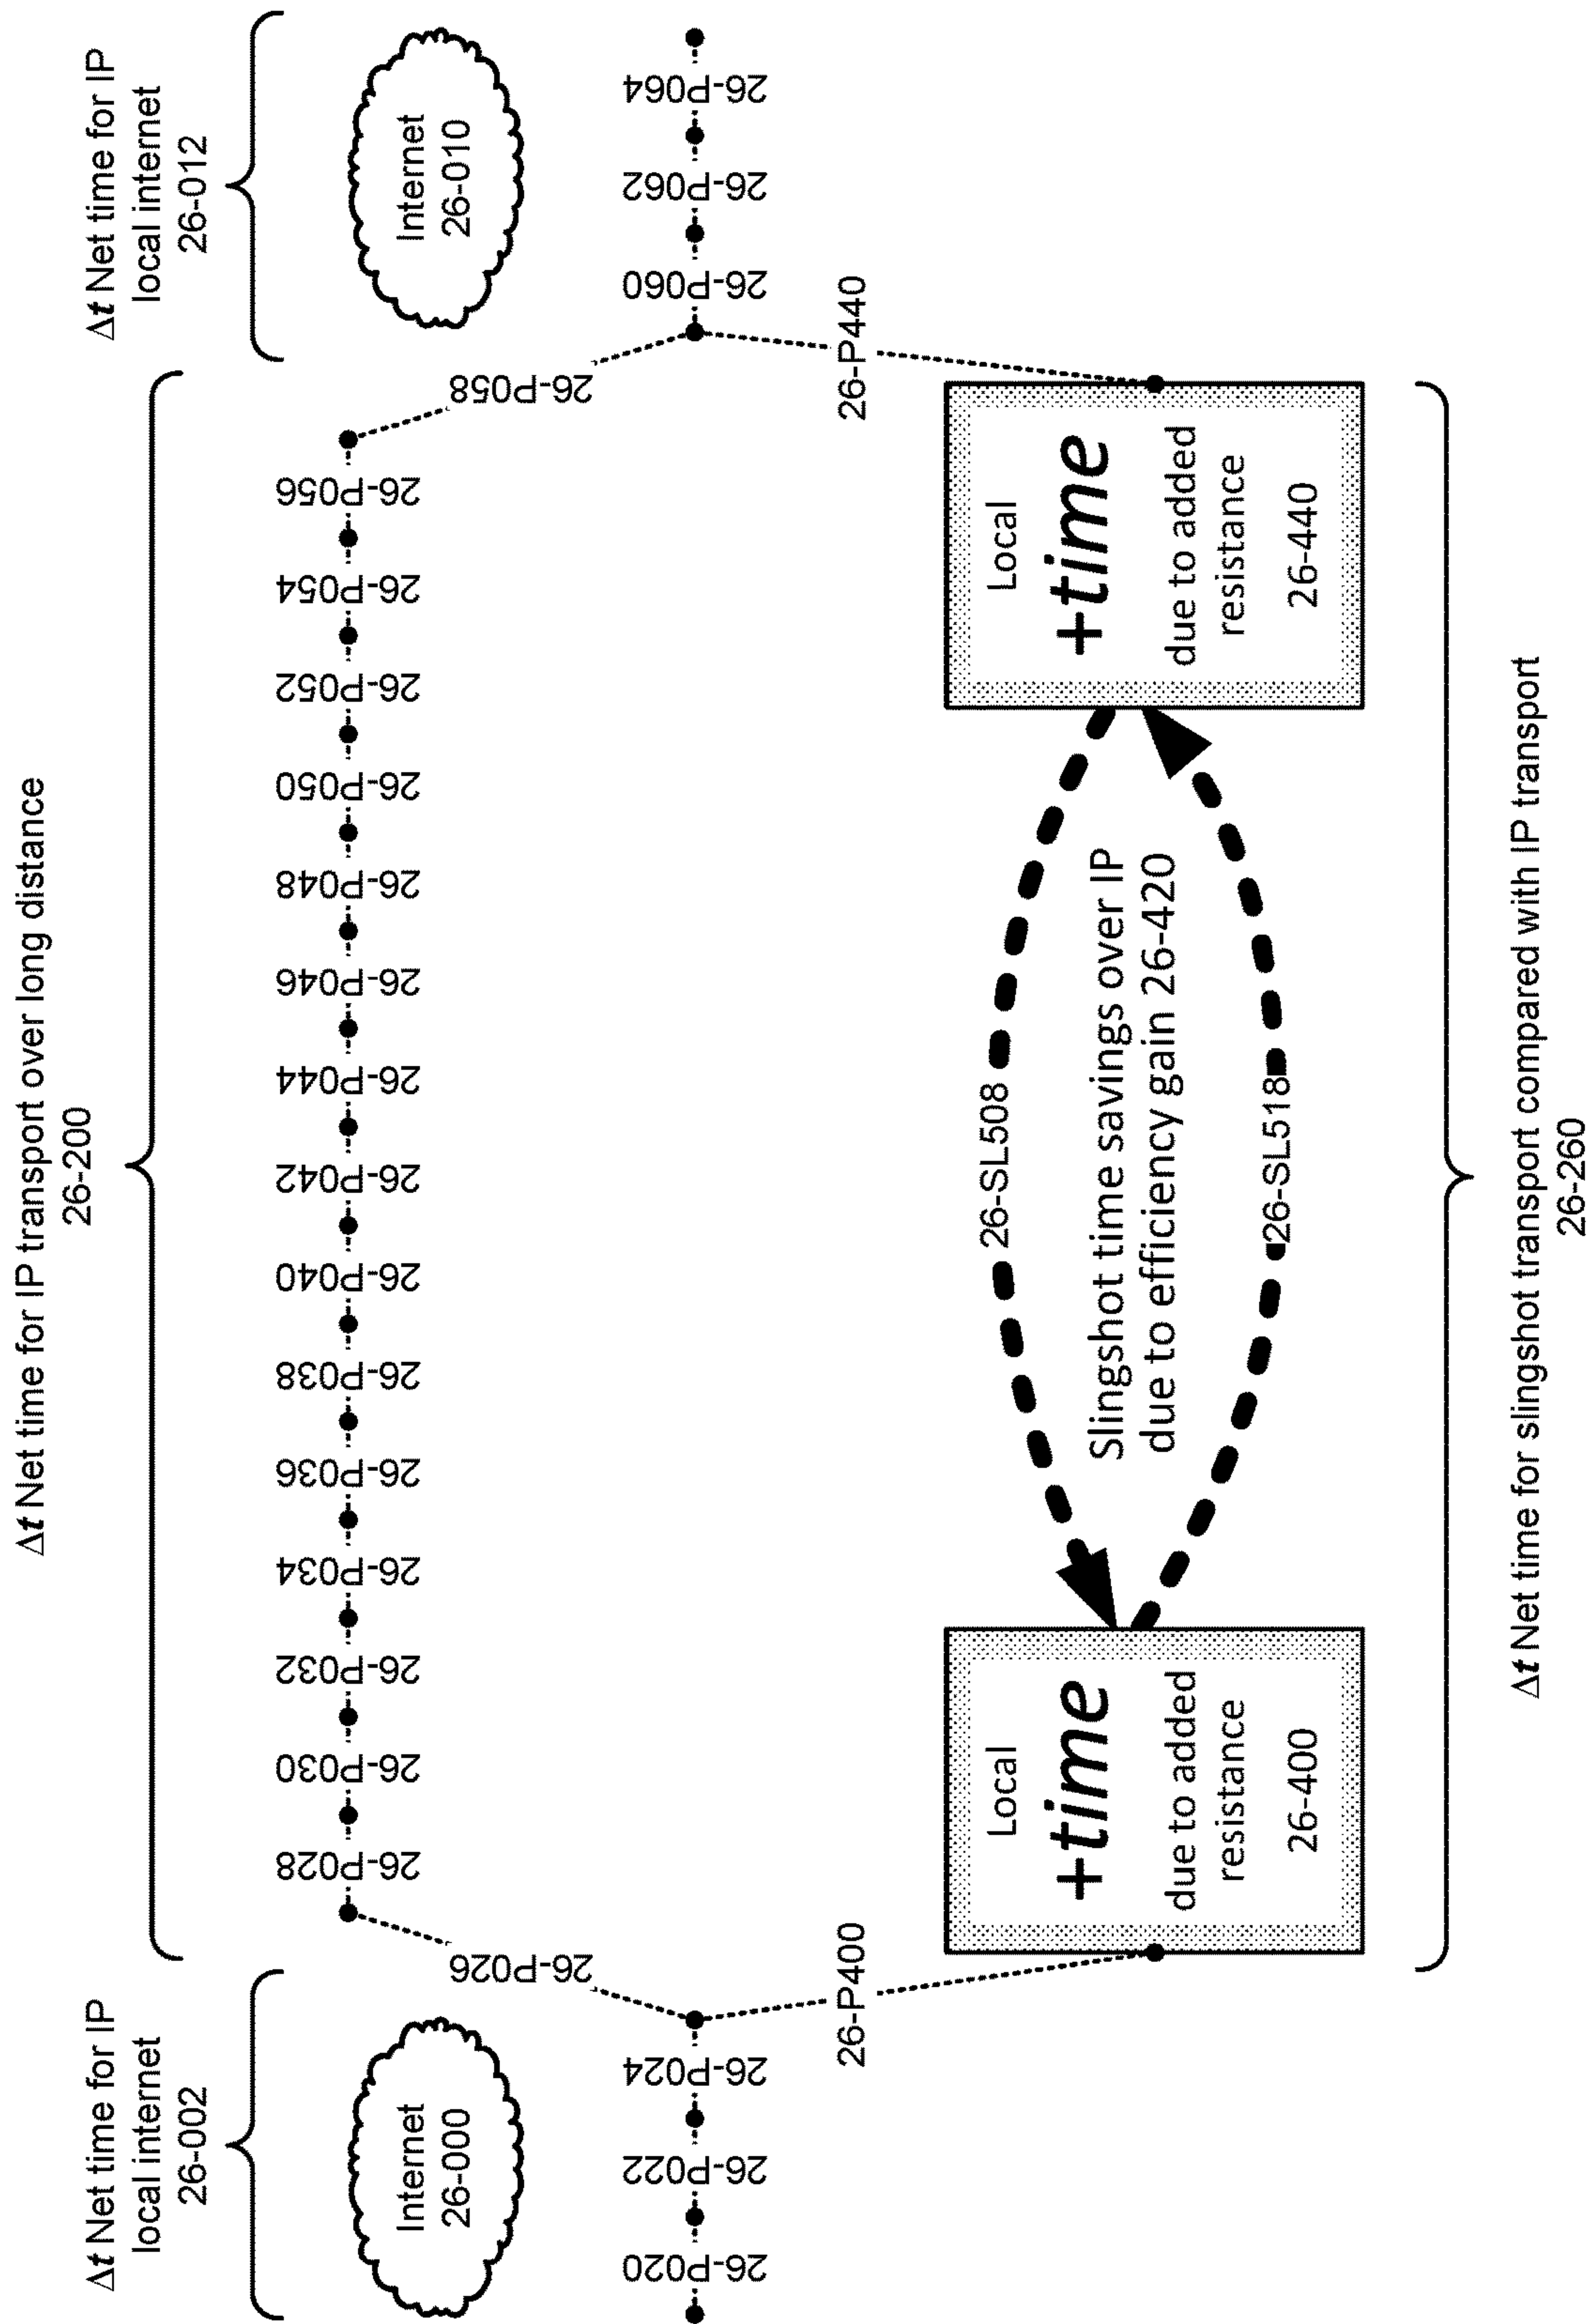 Δt Net time for IP transport over long distance
26-200
Δt Net time for IP
local internet
26-002
Δt Net time for IP
local internet
26-012
Internet
26-000
Internet
26-010
26-P028
26-P030
26-P032
26-P034
26-P036
26-P038
26-P040
26-P042
26-P044
26-P046
26-P048
26-P050
26-P052
26-P054
26-P056
26-P026
26-P058
26-P020
26-P022
26-P024
26-P060
26-P062
26-P064
26-P400
26-P440
Local
+time
due to added
resistance
26-400
26-SL508
Slingshot time savings over IP
due to efficiency gain 26-420
26-SL518
Local
+time
due to added
resistance
26-440
Δt Net time for slingshot transport compared with IP transport
26-260